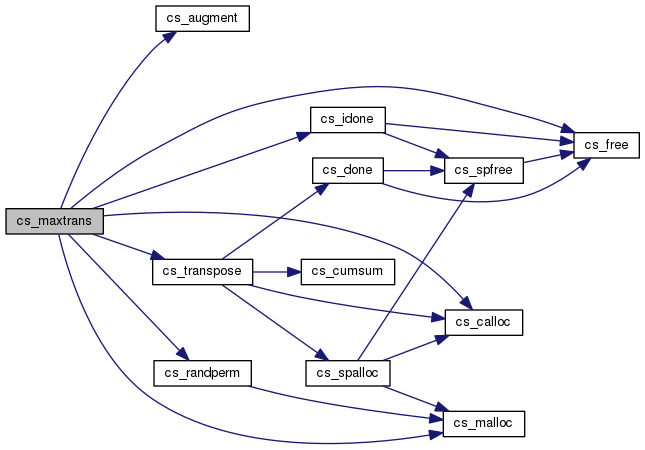 cs_augment
cs_idone
cs_free
cs_done
cs_spfree
cs_maxtrans
cs_transpose
cs_cumsum
cs_calloc
cs_randperm
cs_spalloc
cs_malloc